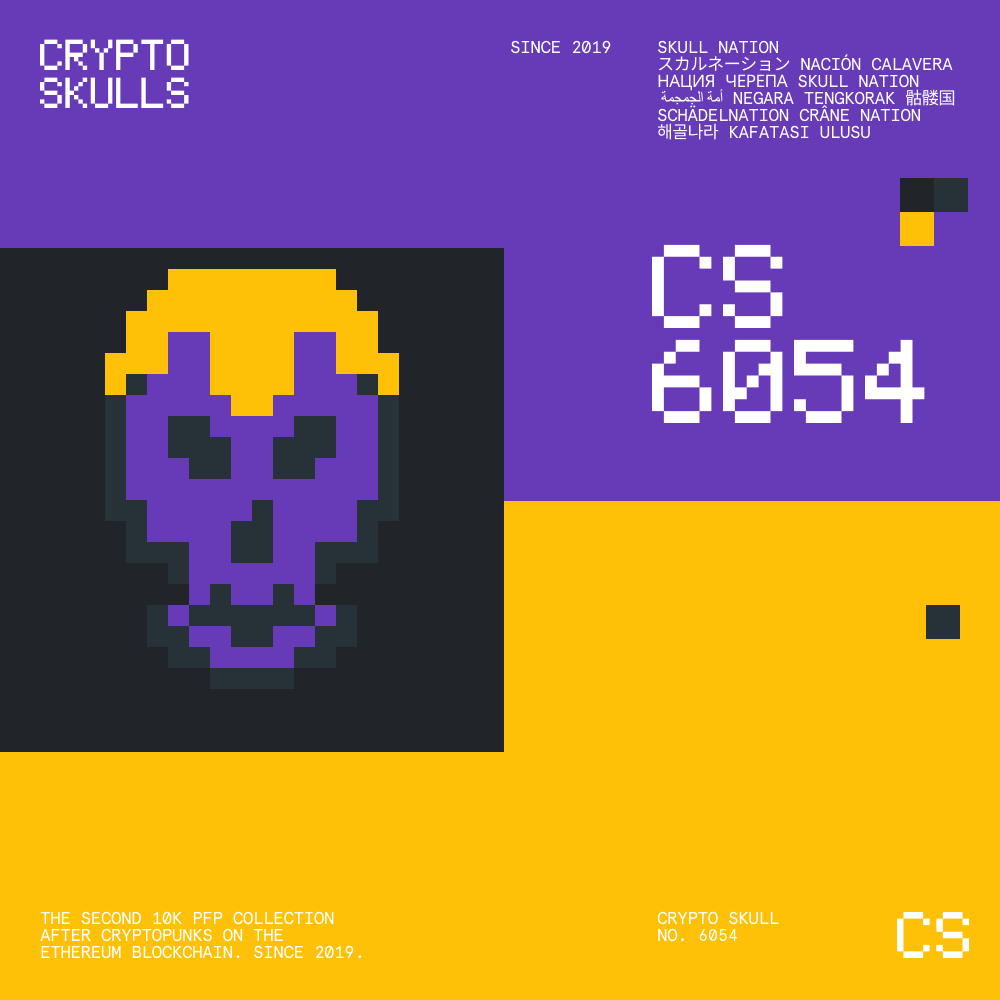 CRYPTO
SKULLS
SINCE 2019
SKULL NATION
スカルネーション NACIÓN CALAVERA
НАЦИЯ ЧЕРЕПА SKULL NATION
أمة الجمجمة NEGARA TENGKORAK 骷髅国
SCHÄDELNATION CRÂNE NATION
해골나라 KAFATASI ULUSU
CS
6054
THE SECOND 10K PFP COLLECTION
AFTER CRYPTOPUNKS ON THE
ETHEREUM BLOCKCHAIN. SINCE 2019.
CRYPTO SKULL
NO. 6054
CS